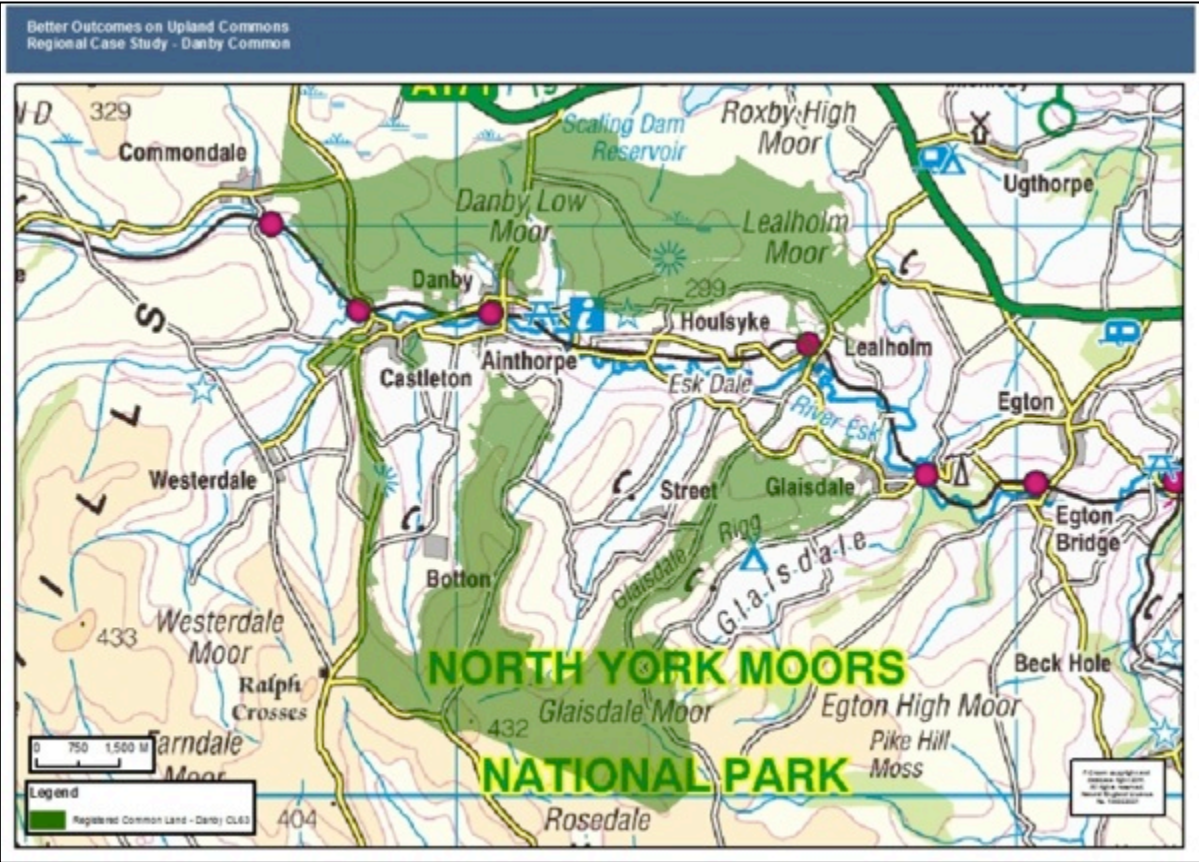 Better Outcomes on Upland Commons
Regional Case Study - Danby Common
A171
N D
329
Roxby High
Moor
Scaling Dam
Reservoir
Commondale
Ugthorpe
Danby Low
Moor
Lealholm
Moor
Danby
299
Houlsyke
Lealholm
S
Ainthorpe
Castleton
Esk Dale
River Esk
Egton
L
Westerdale
Street
Glaisdale
L
Egton
Bridge
Glaisdale Rigg
Botton
Glaisdale
I
433
Westerdale
Moor
NORTH YORK MOORS
Beck Hole
Ralph
Crosses
432
Glaisdale Moor
Egton High Moor
Pike Hill
Moss
Farndale
Moor
NATIONAL PARK
0 750 1,500 M
Legend
Registered Common Land - Danby CL63
404
Rosedale